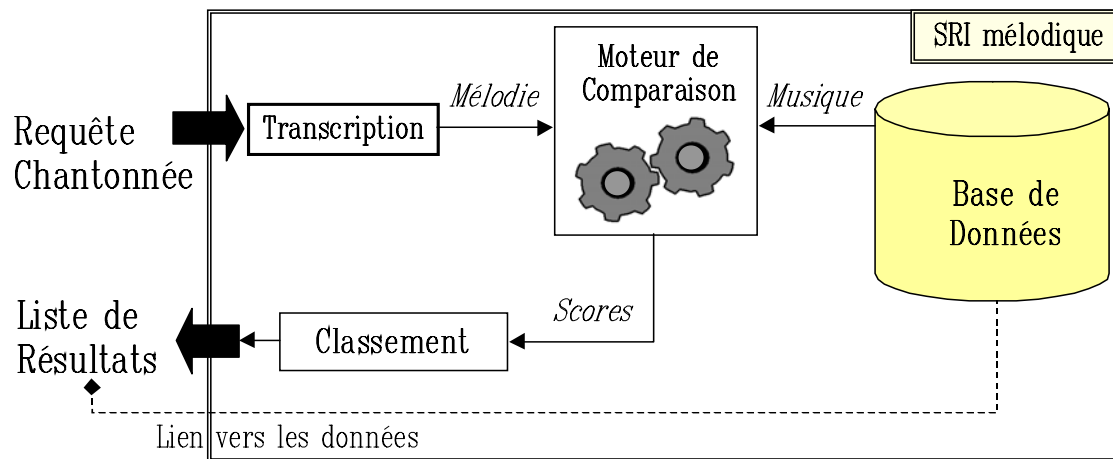 SRI mélodique
Moteur de
Comparaison
Mélodie
Musique
Requête
Chantonnée
Transcription
Base de
Données
Liste de
Résultats
Classement
Scores
Lien vers les données